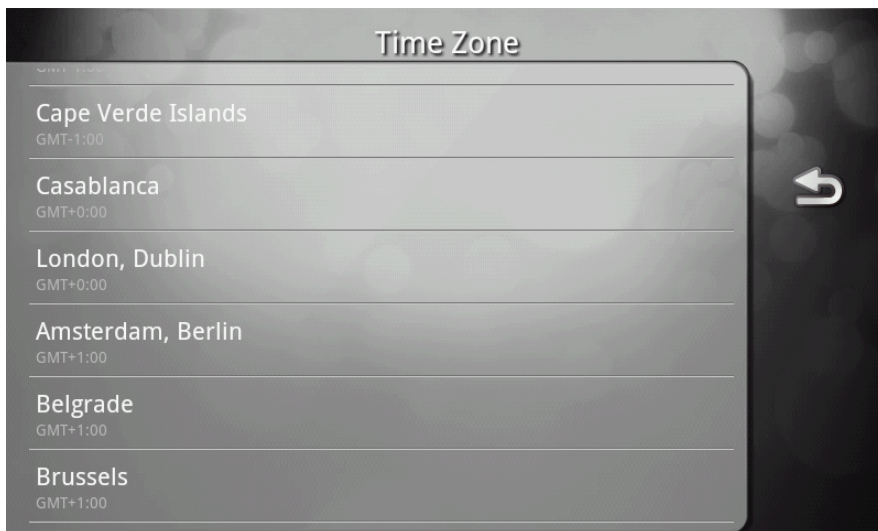 Time Zone
Cape Verde Islands
GMT-1:00
Casablanca
GMT+0:00
London, Dublin
GMT+0:00
Amsterdam, Berlin
GMT+1:00
Belgrade
GMT+1:00
Brussels
GMT+1:00